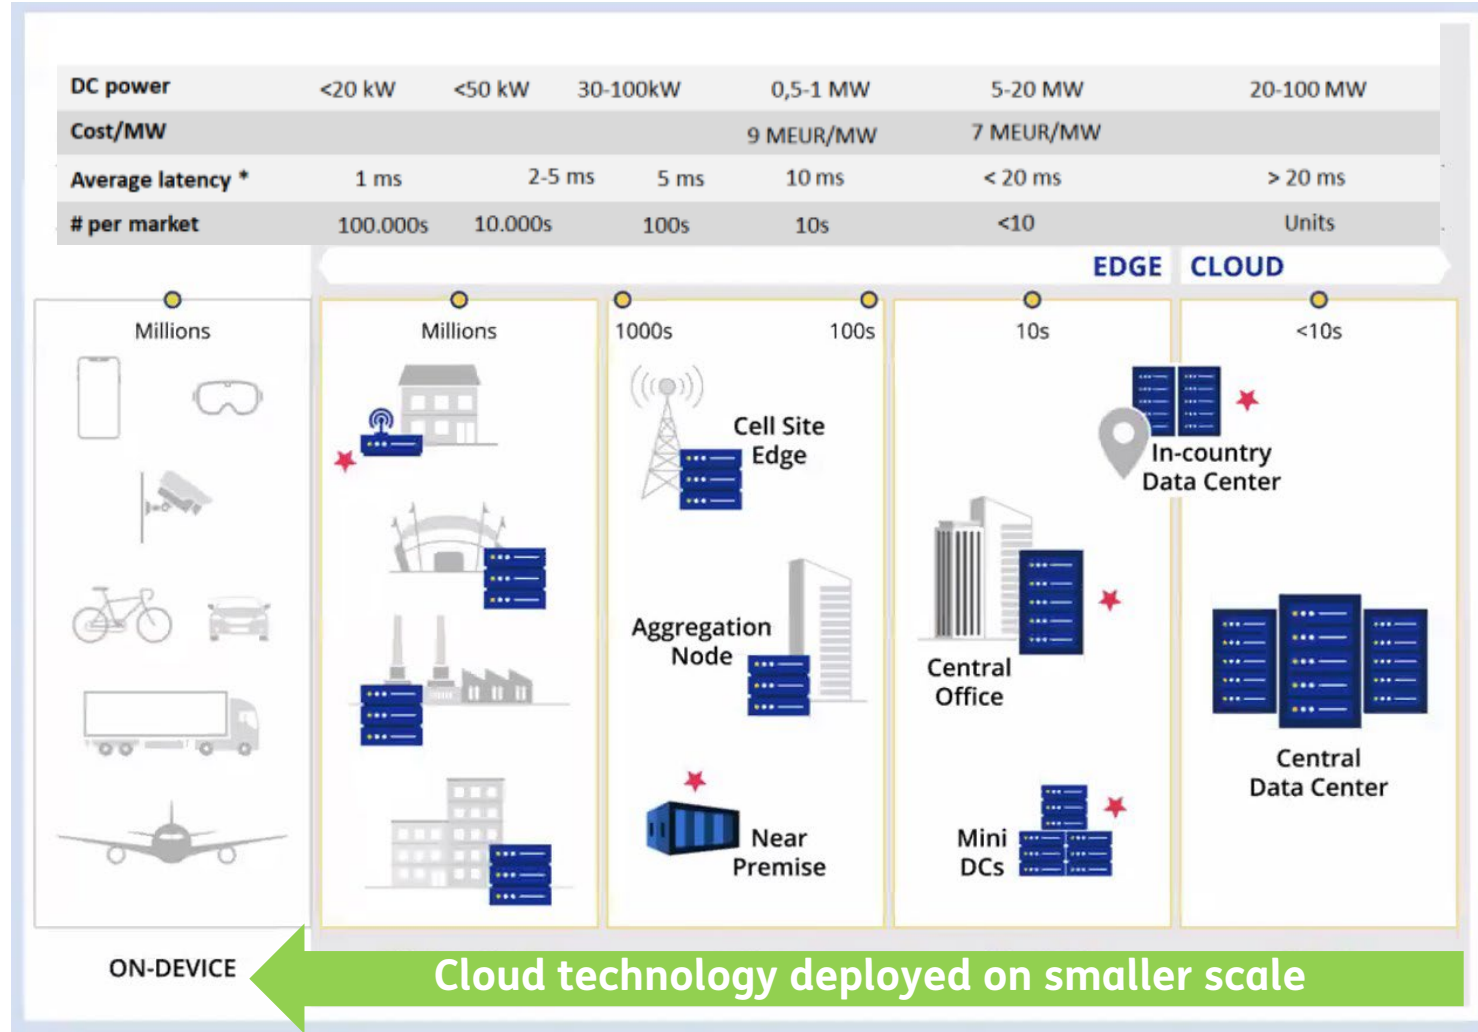 DC power <20 kW <50 kW 30-100kW 0,5-1 MW 5-20 MW 20-100 MW
Cost/MW 9 MEUR/MW 7 MEUR/MW
Average latency * 1 ms 2-5 ms 5 ms 10 ms < 20 ms > 20 ms
# per market 100.000s 10.000s 100s 10s <10 Units
EDGE CLOUD
Millions Millions 1000s 100s 10s <10s
Cell Site
Edge
In-country
Data Center
Aggregation
Node
Central
Office
Central
Data Center
Near
Premise
Mini
DCs
ON-DEVICE
Cloud technology deployed on smaller scale